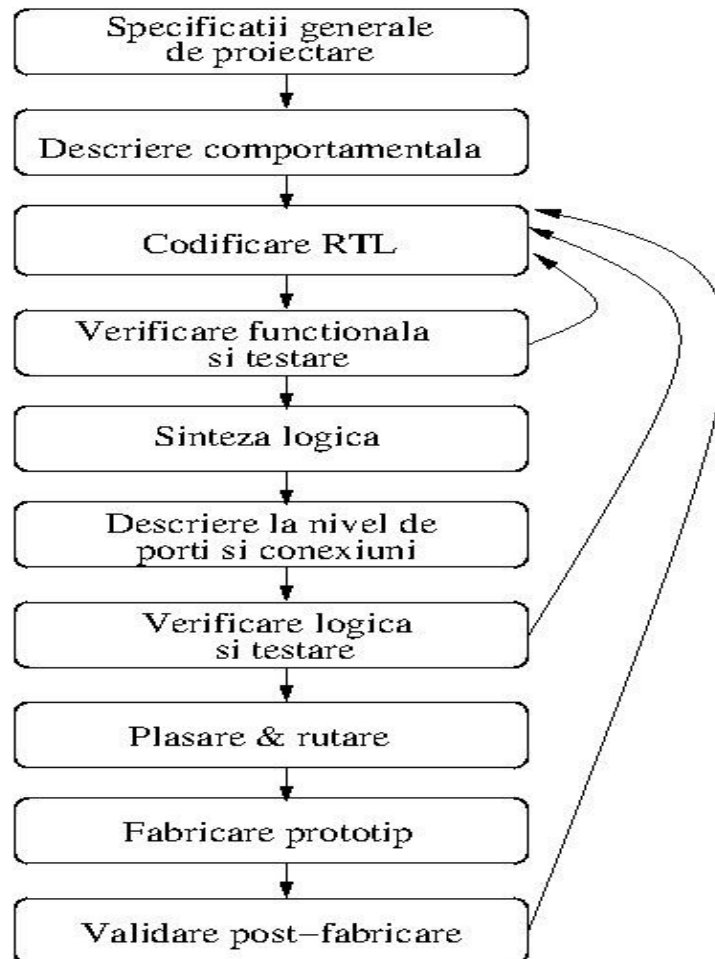 Specificatii generale
de proiectare
Descriere comportamentala
Codificare RTL
Verificare functionala
si testare
Sinteza logica
Descriere la nivel de
porti si conexiuni
Verificare logica
si testare
Plasare & rutare
Fabricare prototip
Validare post-fabricare